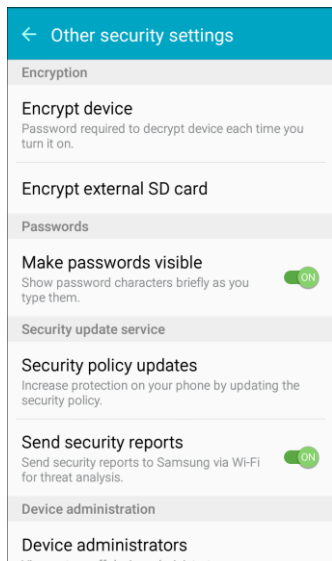 Other security settings
Encryption
Encrypt device
Password required to decrypt device each time you
turn it on.
Encrypt external SD card
Passwords
Make passwords visible
Show password characters briefly as you
type them.
ON
Security update service
Security policy updates
Increase protection on your phone by updating the
security policy.
Send security reports
Send security reports to Samsung via Wi-Fi
for threat analysis.
ON
Device administration
Device administrators